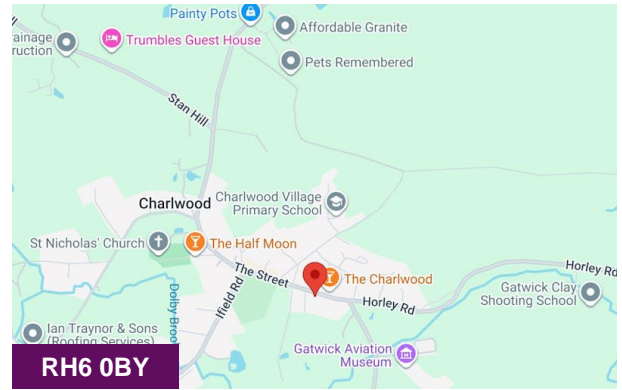 Painty Pots
Affordable Granite
ainage
ruction
Trumbles Guest House
Pets Remembered
Stan Hill
Charlwood
Charlwood Village
Primary School
St Nicholas' Church
The Half Moon
The Street
The Charlwood
Horley Rd
Horley Rd
Gatwick Clay
Shooting School
Dolby Brook
Ifield Rd
Ian Traynor & Sons
(Roofing Services)
Gatwick Aviation
Museum
RH6 0BY